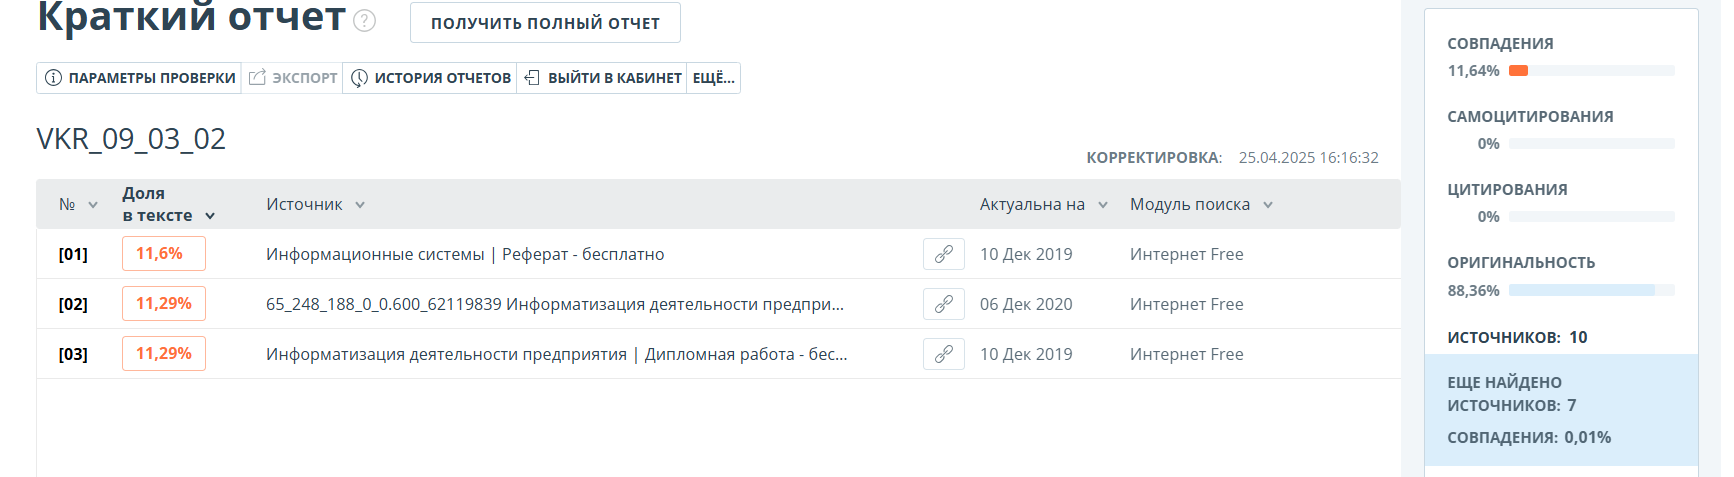 Краткий отчет
ПОЛУЧИТЬ ПОЛНЫЙ ОТЧЕТ
ПАРАМЕТРЫ ПРОВЕРКИ ЭКСПОРТ ИСТОРИЯ ОТЧЕТОВ ВЫЙТИ В КАБИНЕТ ЕЩЁ...
VKR_09_03_02
КОРРЕКТИРОВКА: 25.04.2025 16:16:32
№ Доля в тексте Источник Актуальна на Модуль поиска
[01] 11,6% Информационные системы | Реферат - бесплатно 10 Дек 2019 Интернет Free
[02] 11,29% 65_248_188_0_0.600_62119839 Информатизация деятельности предпри... 06 Дек 2020 Интернет Free
[03] 11,29% Информатизация деятельности предприятия | Дипломная работа - бес... 10 Дек 2019 Интернет Free
СОВПАДЕНИЯ
11,64%
САМОЦИТИРОВАНИЯ
0%
ЦИТИРОВАНИЯ
0%
ОРИГИНАЛЬНОСТЬ
88,36%
ИСТОЧНИКОВ: 10
ЕЩЕ НАЙДЕНО
ИСТОЧНИКОВ: 7
СОВПАДЕНИЯ: 0,01%